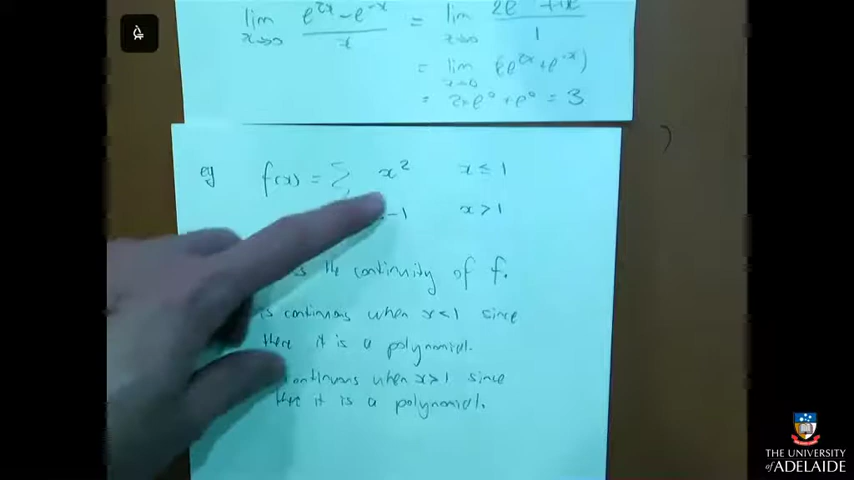 lim e^{2x} - e^{-x} = lim
x→0 x x→0 1
= lim (2e^{2x} + e^{-x})
x→0
= 2×e^0 + e^0 = 3
eg f(x) = { x^2 x ≤ 1
-1 x > 1
the continuity of f.
is continuous when x<1 since
there it is a polynomial.
continuous when x>1 since
there it is a polynomial.
THE UNIVERSITY
of ADELAIDE